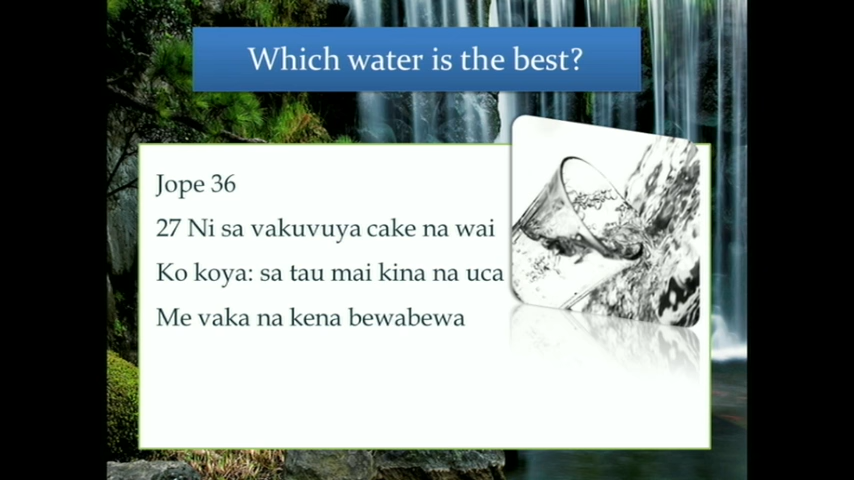 Which water is the best?
Jope 36
27 Ni sa vakuvuya cake na wai
Ko koya: sa tau mai kina na uca
Me vaka na kena bewabewa